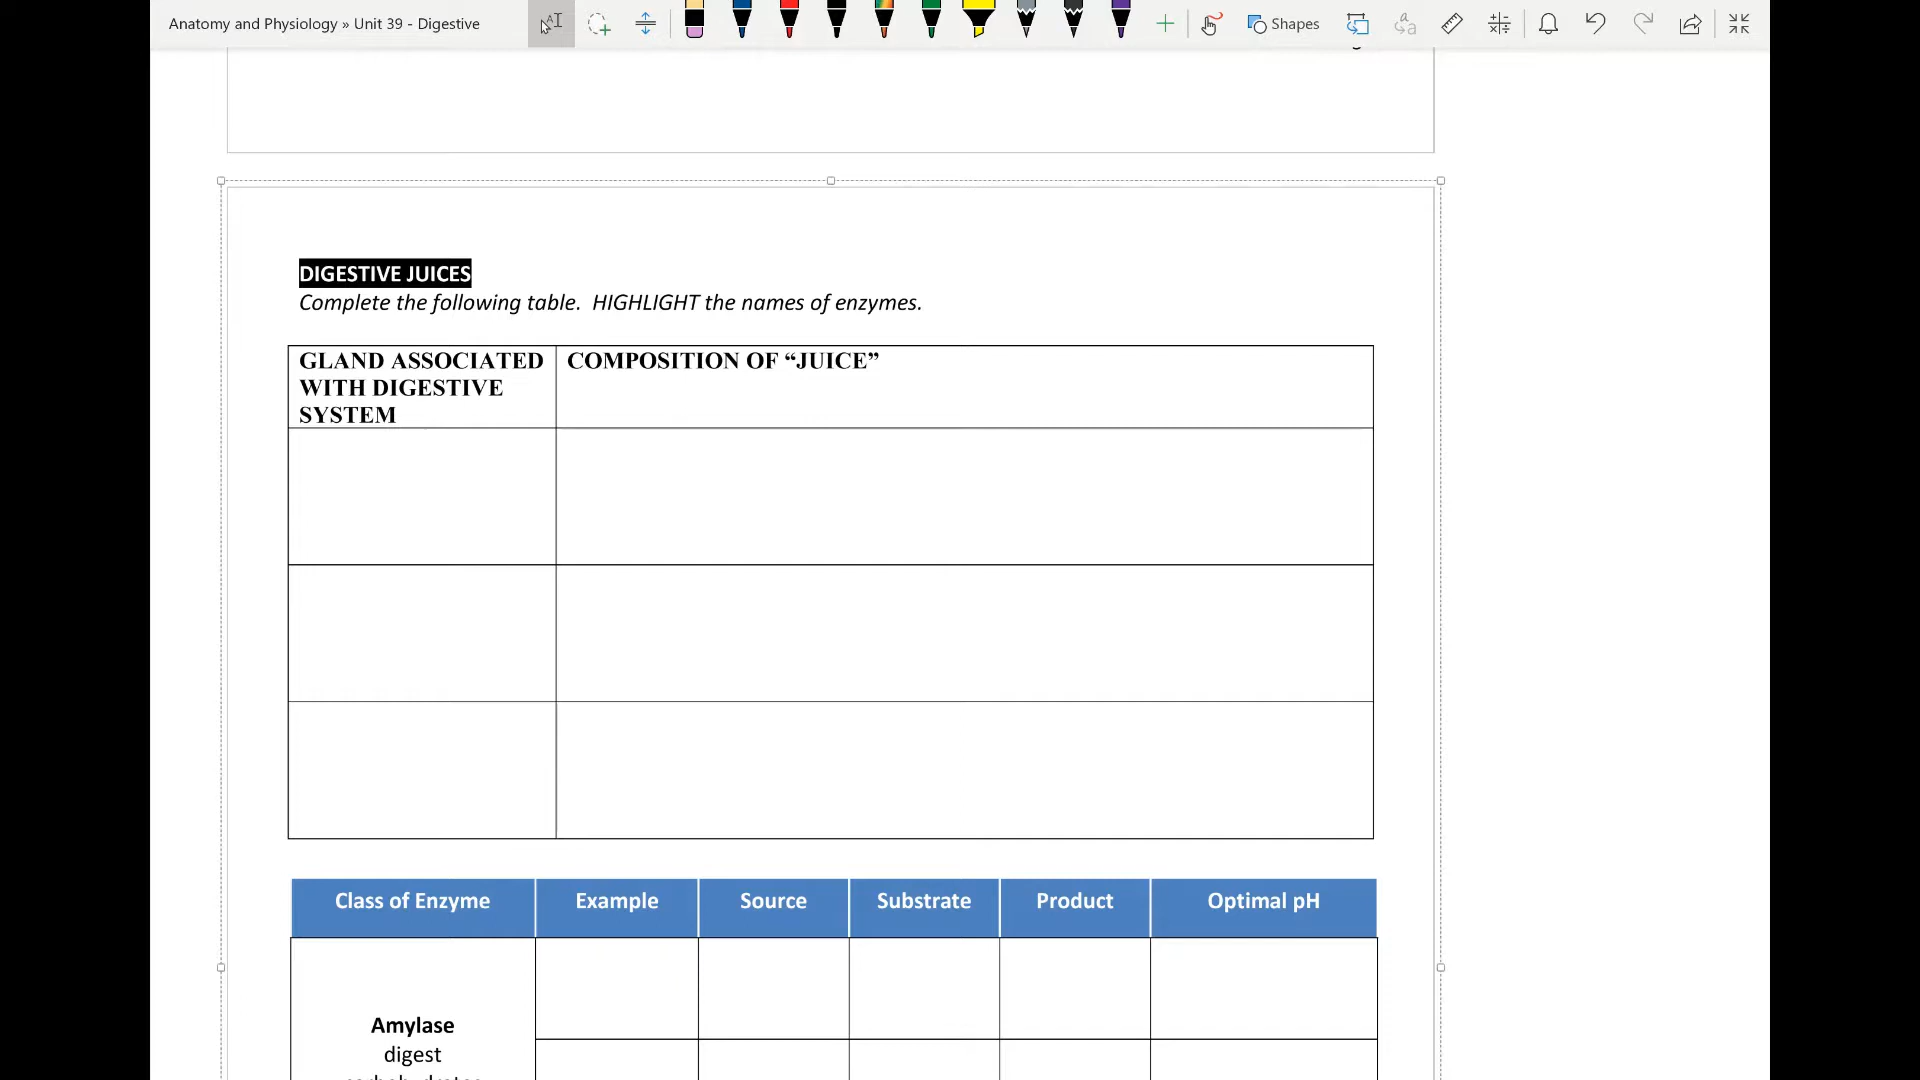 Anatomy and Physiology » Unit 39 - Digestive
Shapes
DIGESTIVE JUICES
Complete the following table.  HIGHLIGHT the names of enzymes.
GLAND ASSOCIATED WITH DIGESTIVE SYSTEM
COMPOSITION OF “JUICE”
Class of Enzyme
Example
Source
Substrate
Product
Optimal pH
Amylase
digest